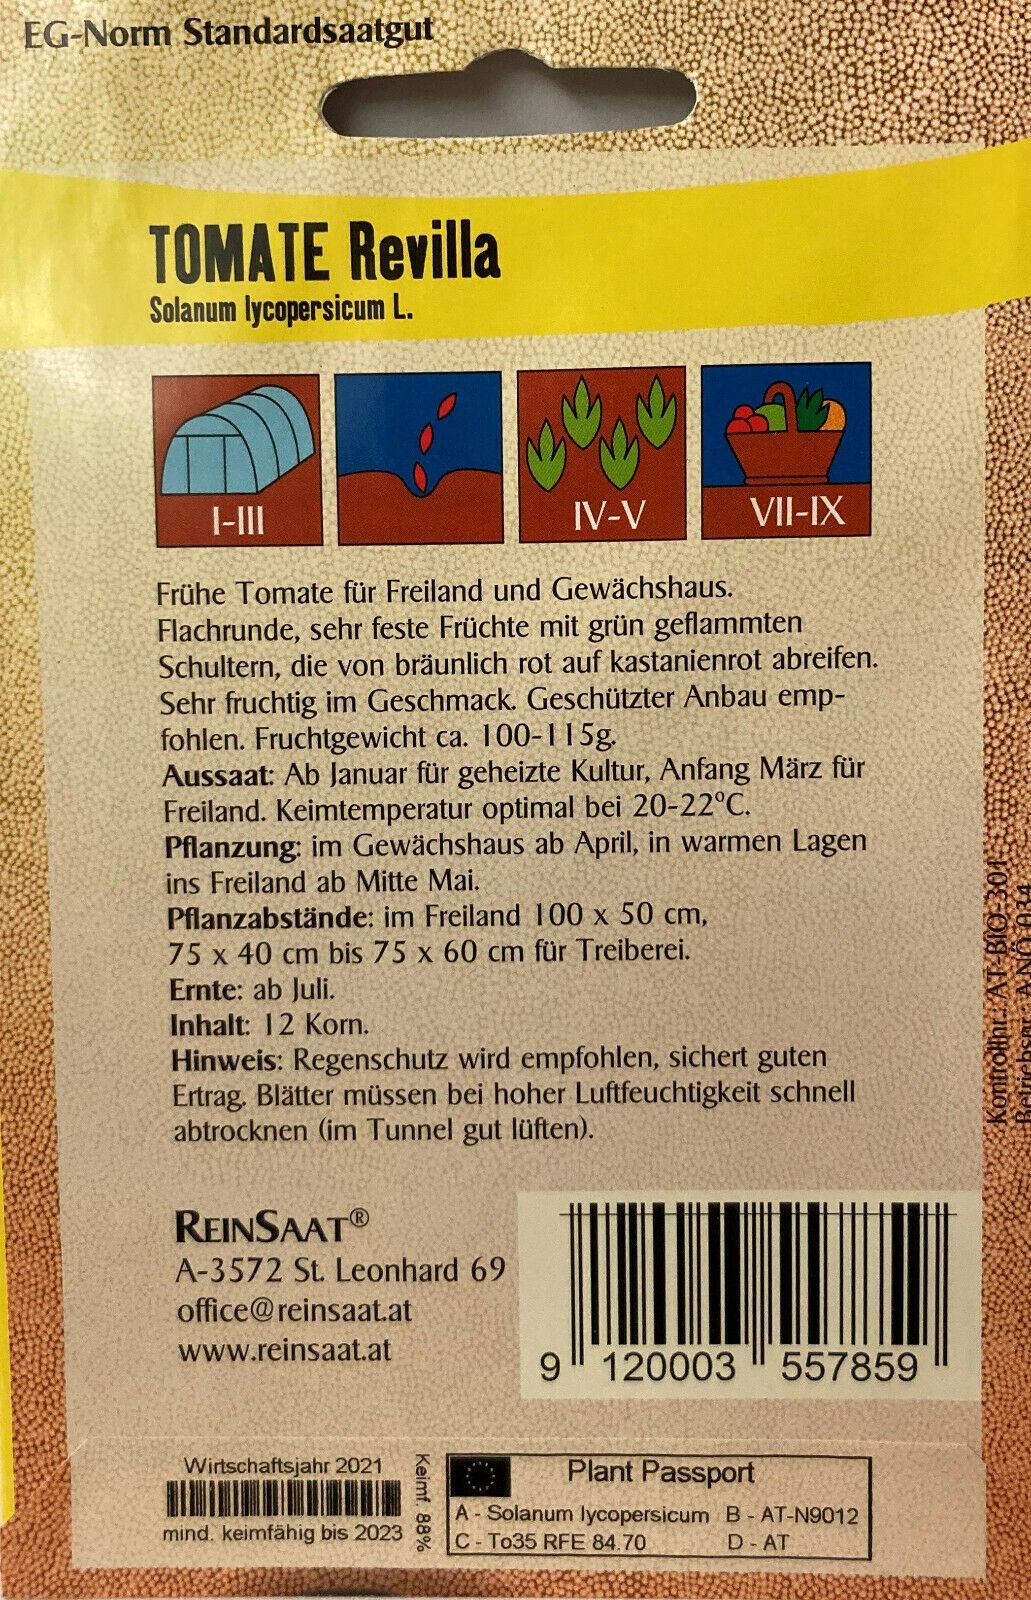 EG-Norm Standardsaatgut
TOMATE Revilla
Solanum lycopersicum L.
I-III
IV-V
VII-IX
Frühe Tomate für Freiland und Gewächshaus.
Flachrunde, sehr feste Früchte mit grün geflammten
Schultern, die von bräunlich rot auf kastanienrot abreifen.
Sehr fruchtig im Geschmack. Geschützter Anbau emp-
fohlen. Fruchtgewicht ca. 100-115g.
Aussaat: Ab Januar für geheizte Kultur, Anfang März für
Freiland. Keimtemperatur optimal bei 20-22°C.
Pflanzung: im Gewächshaus ab April, in warmen Lagen
ins Freiland ab Mitte Mai.
Pflanzabstände: im Freiland 100 x 50 cm,
75 x 40 cm bis 75 x 60 cm für Treiberei.
Ernte: ab Juli.
Inhalt: 12 Korn.
Hinweis: Regenschutz wird empfohlen, sichert guten
Ertrag. Blätter müssen bei hoher Luftfeuchtigkeit schnell
abtrocknen (im Tunnel gut lüften).
Kontrollnr.: AT-BIO-301
Betriebsnr.: ANÖ-034
REINSAAT®
A-3572 St. Leonhard 69
office@reinsaat.at
www.reinsaat.at
9 120003 557859
Wirtschaftsjahr 2021
mind. keimfähig bis 2023
Keimf. 88%
Plant Passport
A - Solanum lycopersicum B - AT-N9012
C - To35 RFE 84.70 D - AT